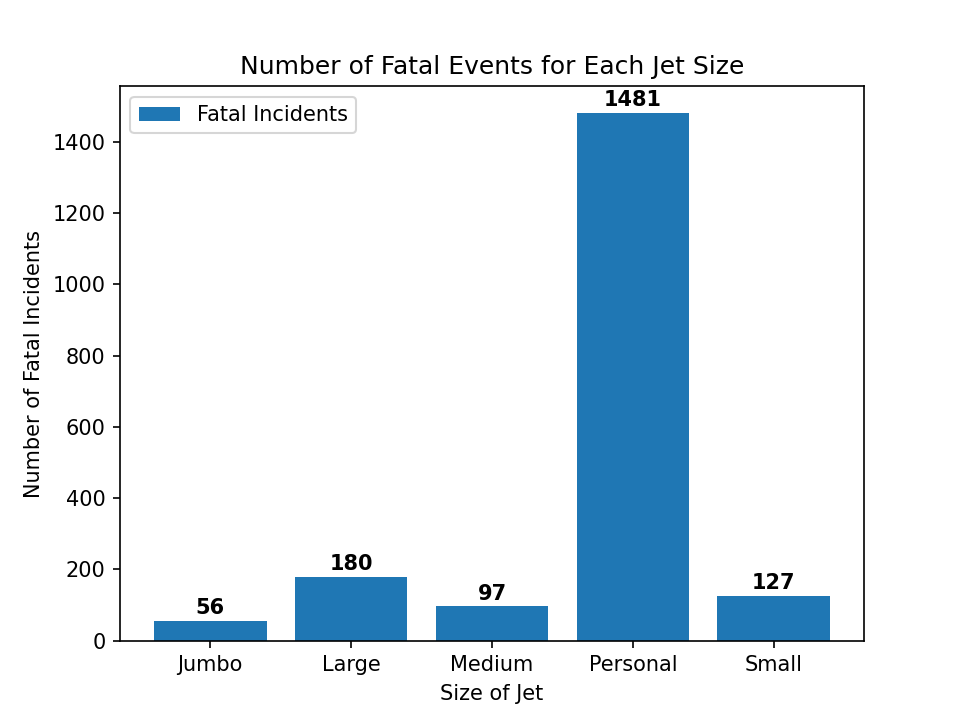 Number of Fatal Events for Each Jet Size
Fatal Incidents
Number of Fatal Incidents
1400
1200
1000
800
600
400
200
0
56
180
97
1481
127
Jumbo
Large
Medium
Personal
Small
Size of Jet